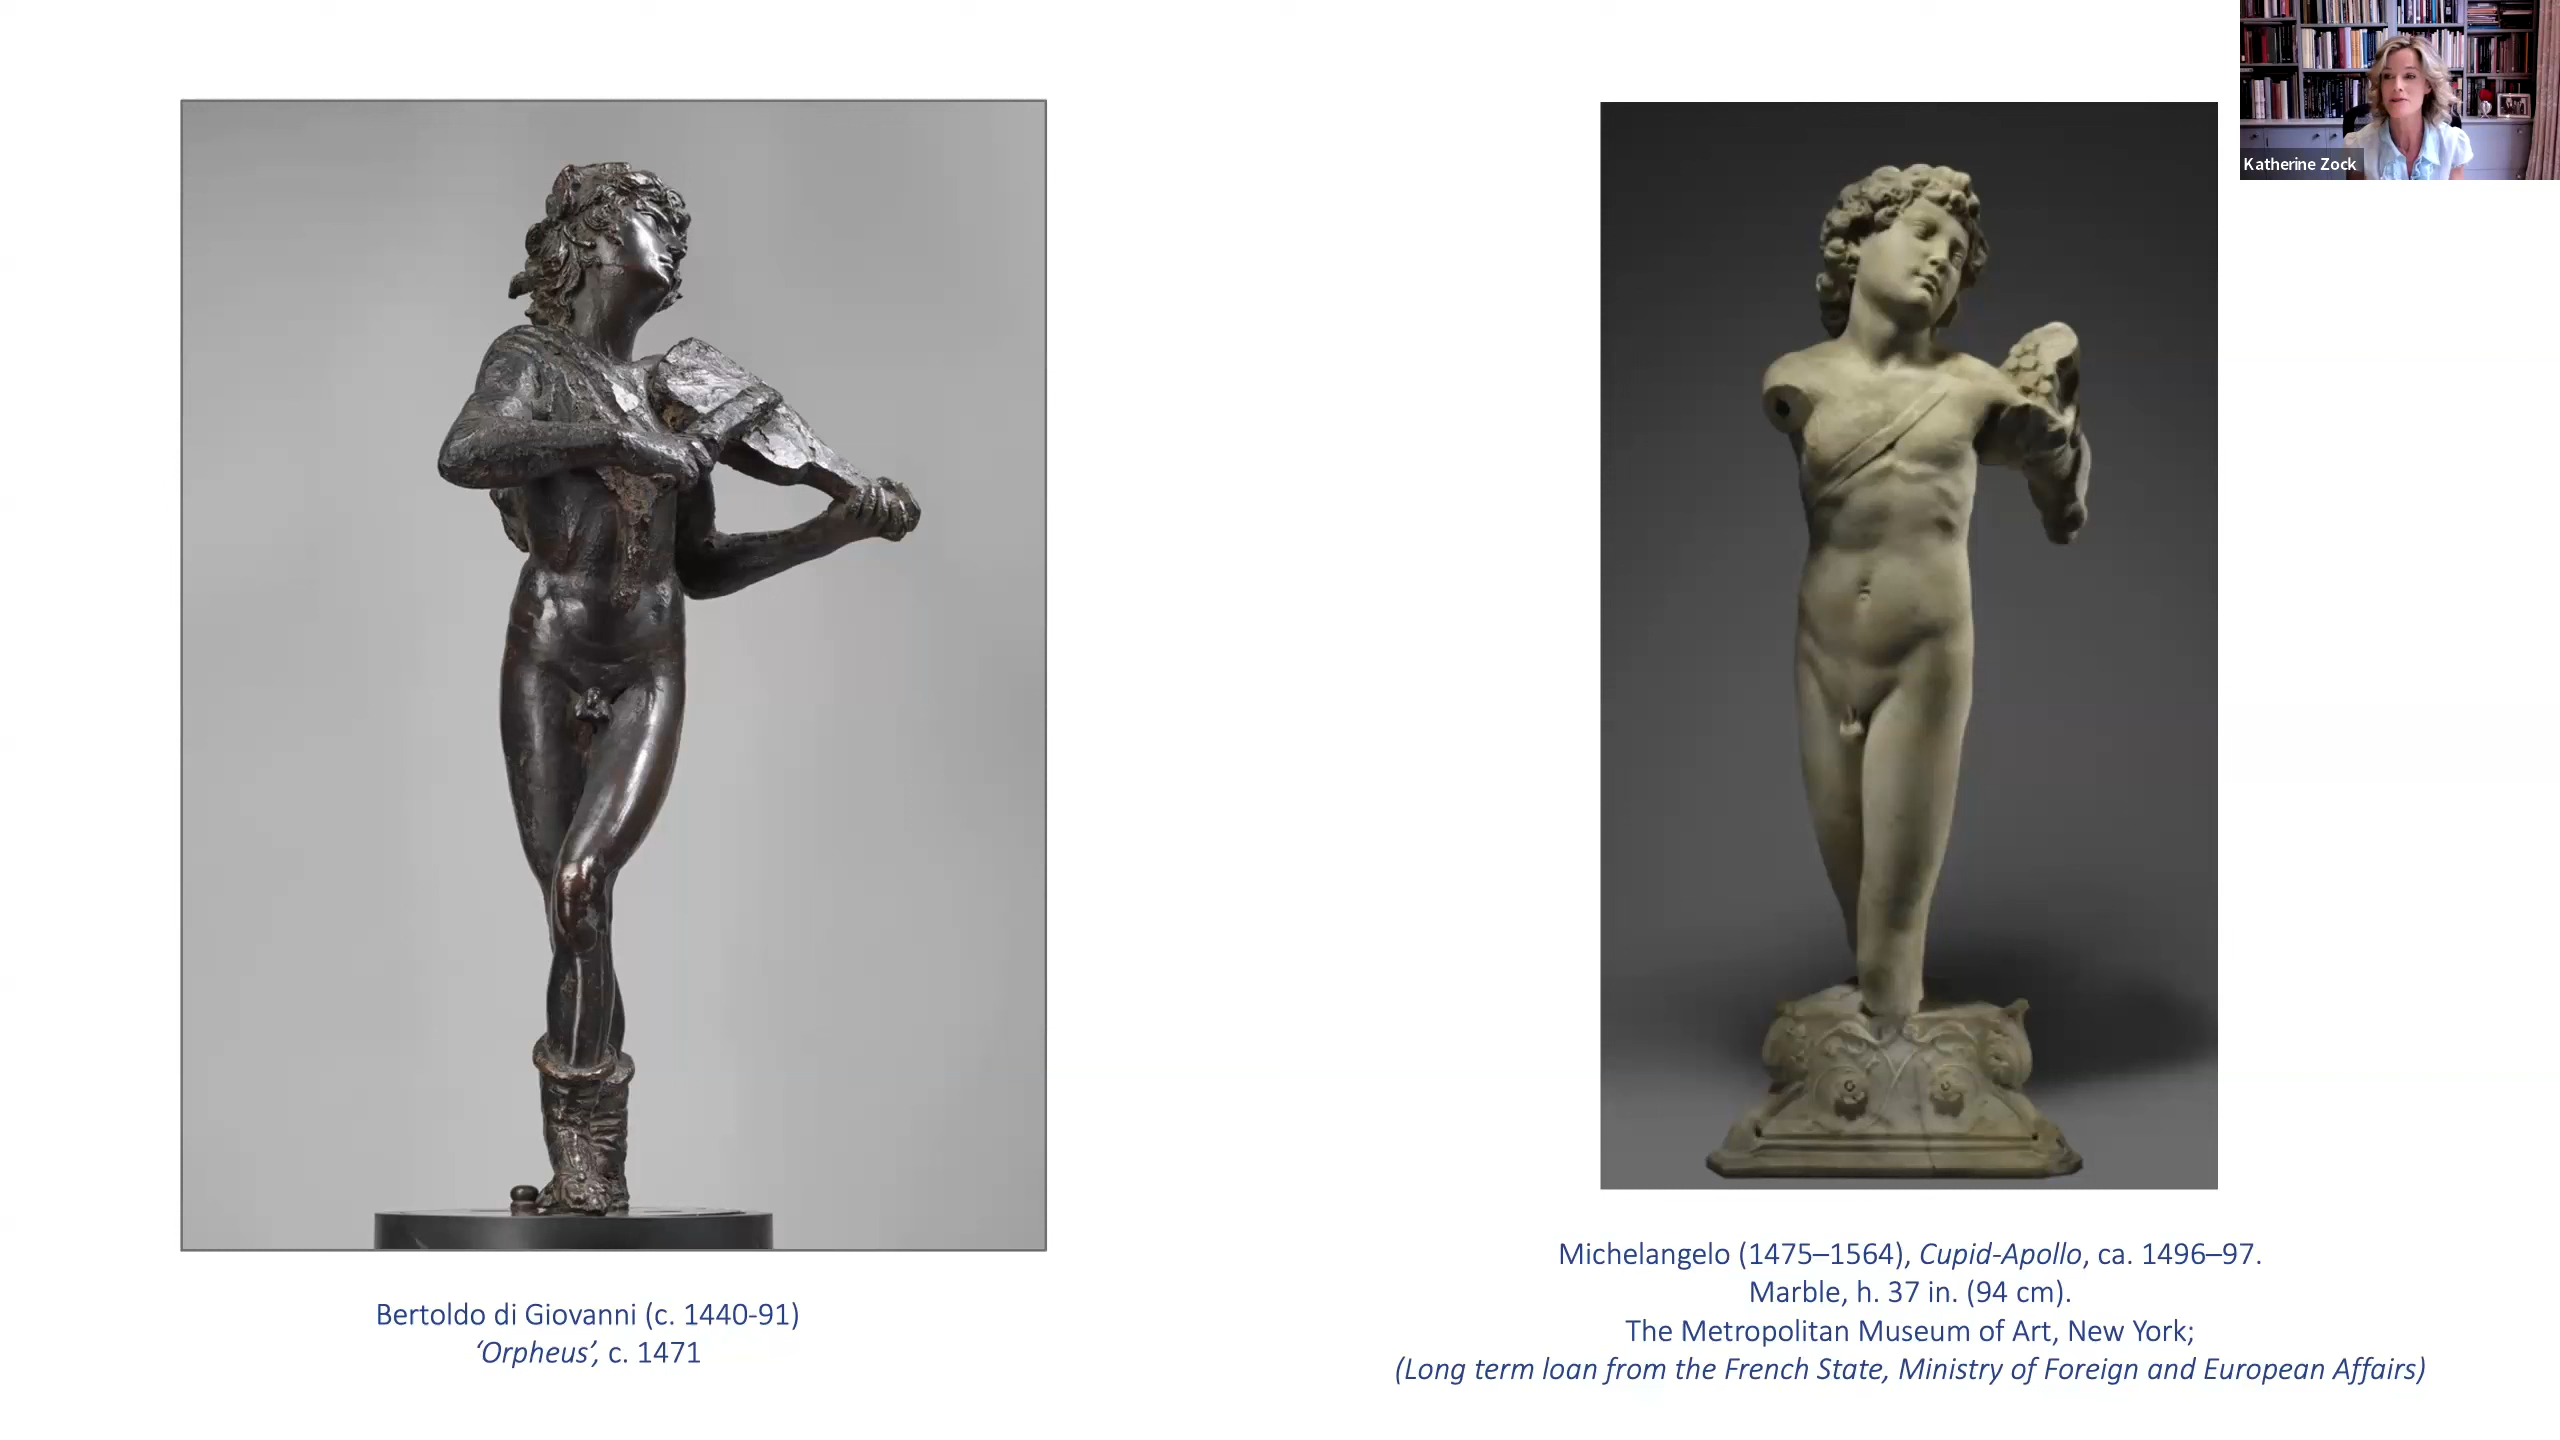 Katherine Zock
Bertoldo di Giovanni (c. 1440-91)
‘Orpheus’, c. 1471
Michelangelo (1475–1564), Cupid-Apollo, ca. 1496–97.
Marble, h. 37 in. (94 cm).
The Metropolitan Museum of Art, New York;
(Long term loan from the French State, Ministry of Foreign and European Affairs)